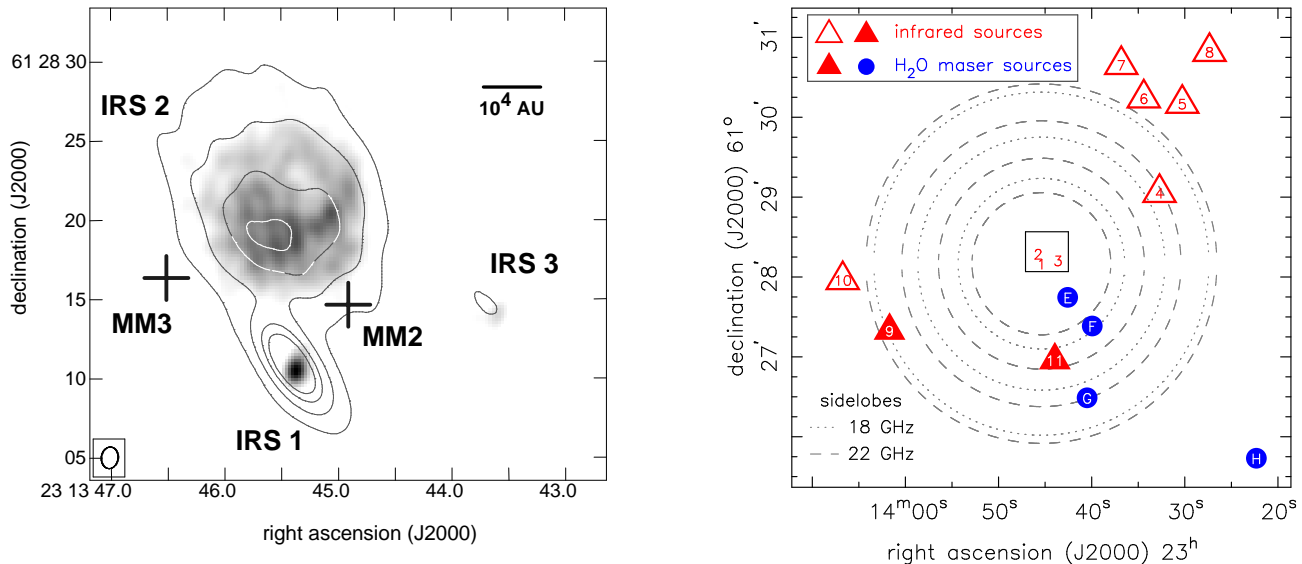 61 28 30
25
20
15
10
05
declination (J2000)
IRS 2
10⁴ AU
IRS 3
MM3
MM2
IRS 1
23 13 47.0
46.0
45.0
44.0
43.0
right ascension (J2000)
infrared sources
H₂O maser sources
31′
30′
29′
28′
27′
declination (J2000) 61°
8
7
6
5
4
2
3
1
10
E
F
9
11
G
H
sidelobes
18 GHz
22 GHz
14ᵐ00ˢ
50ˢ
40ˢ
30ˢ
20ˢ
right ascension (J2000) 23ʰ